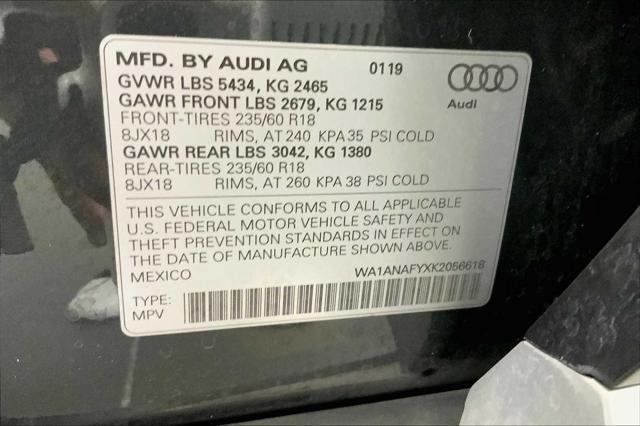 MFD. BY AUDI AG 0119
GVWR LBS 5434, KG 2465
GAWR FRONT LBS 2679, KG 1215
Audi
FRONT-TIRES 235/60 R18
8JX18 RIMS, AT 240 KPA 35 PSI COLD
GAWR REAR LBS 3042, KG 1380
REAR-TIRES 235/60 R18
8JX18 RIMS, AT 260 KPA 38 PSI COLD
THIS VEHICLE CONFORMS TO ALL APPLICABLE
U.S. FEDERAL MOTOR VEHICLE SAFETY AND
THEFT PREVENTION STANDARDS IN EFFECT ON
THE DATE OF MANUFACTURE SHOWN ABOVE.
MEXICO WA1ANAFYXK2056618
TYPE:
MPV